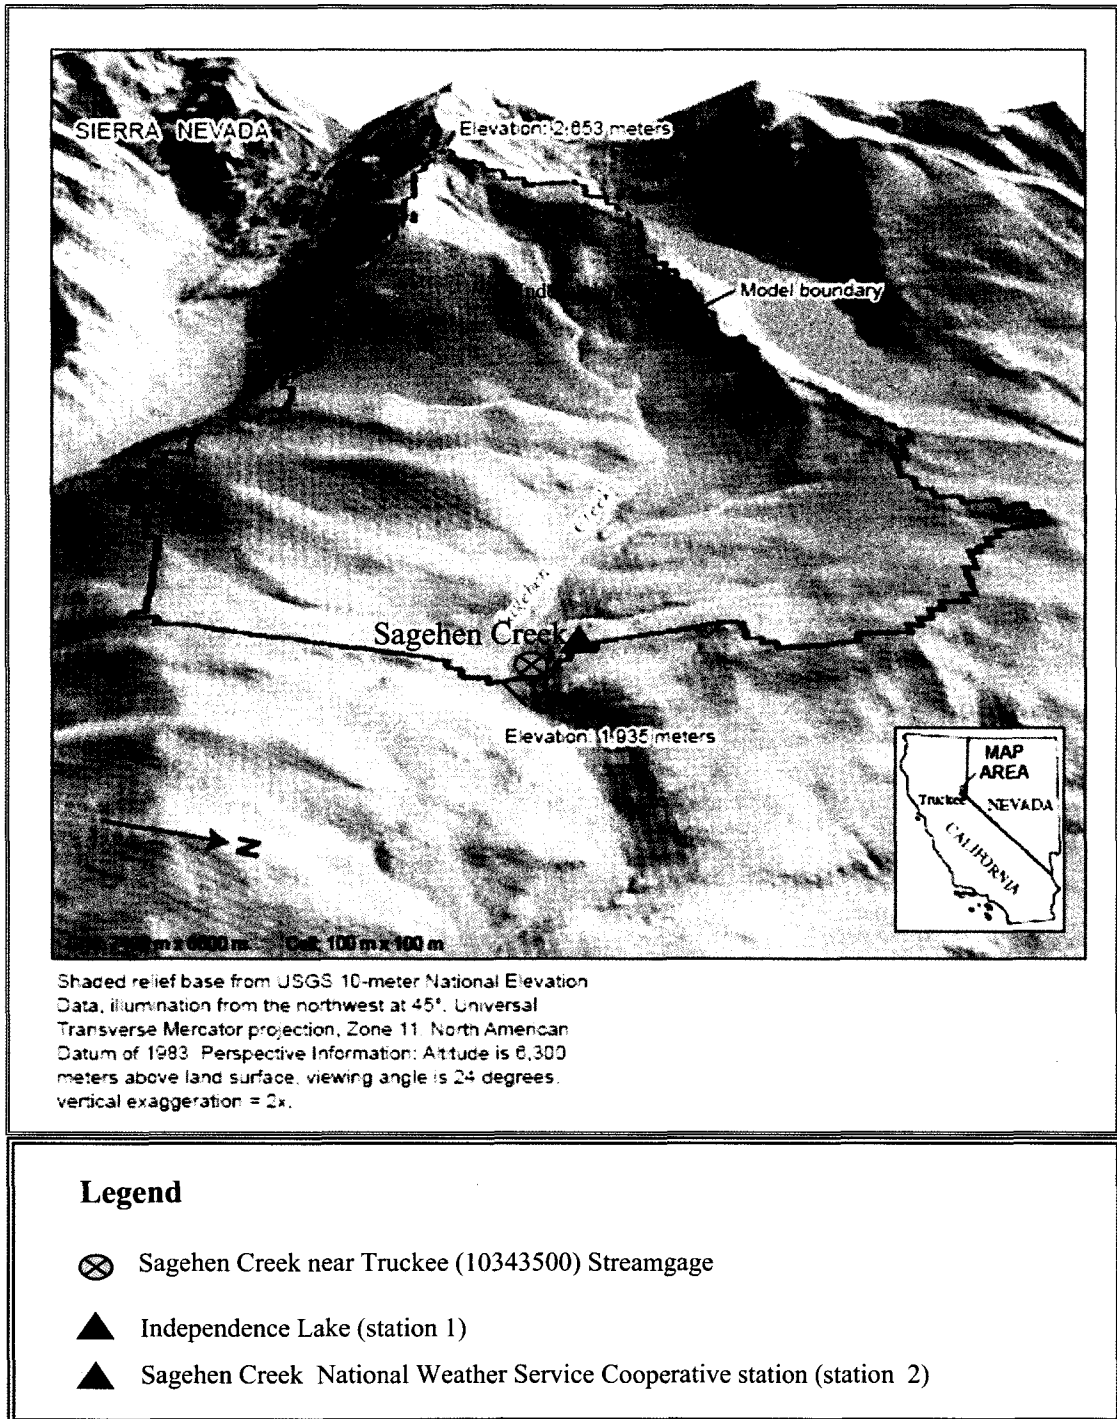 SIERRA NEVADA
Elevation: 2,653 meters
Model boundary
Creek
Sagehen Creek
Elevation: 1,935 meters
MAP
AREA
Truckee
NEVADA
CALIFORNIA
N
Cell: 100 m x 100 m
Shaded relief base from USGS 10-meter National Elevation
Data, illumination from the northwest at 45°. Universal
Transverse Mercator projection, Zone 11. North American
Datum of 1983. Perspective Information: Altitude is 6,300
meters above land surface, viewing angle is 24 degrees.
vertical exaggeration = 2x.
Legend
Sagehen Creek near Truckee (10343500) Streamgage
Independence Lake (station 1)
Sagehen Creek National Weather Service Cooperative station (station 2)